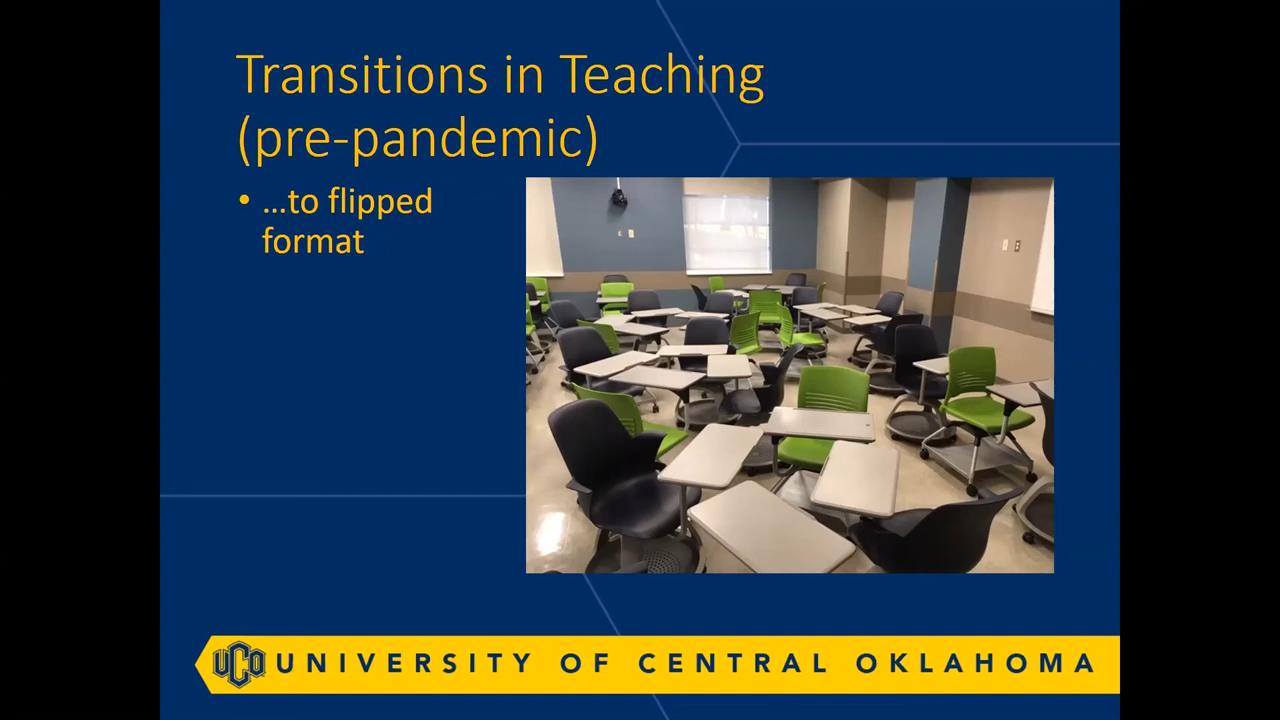 Transitions in Teaching
(pre-pandemic)
• …to flipped
format
UCO UNIVERSITY OF CENTRAL OKLAHOMA